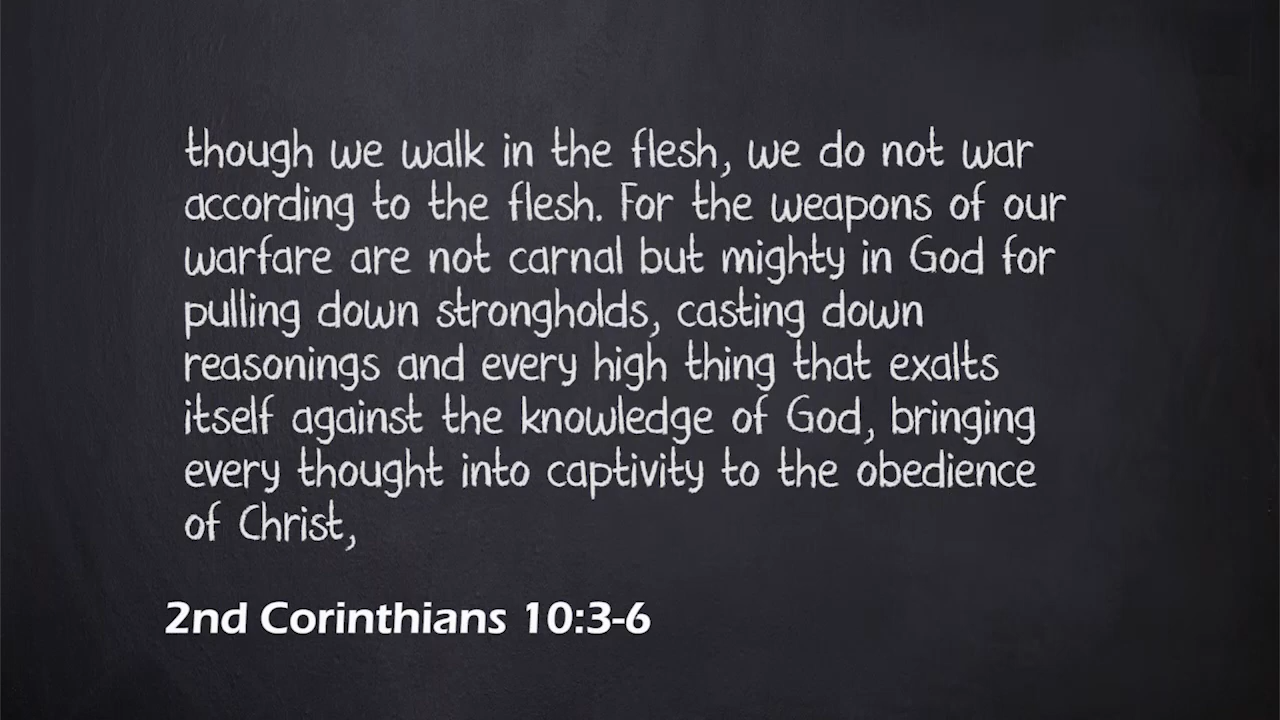 though we walk in the flesh, we do not war
according to the flesh. For the weapons of our
warfare are not carnal but mighty in God for
pulling down strongholds, casting down
reasonings and every high thing that exalts
itself against the knowledge of God, bringing
every thought into captivity to the obedience
of Christ,
2nd Corinthians 10:3-6